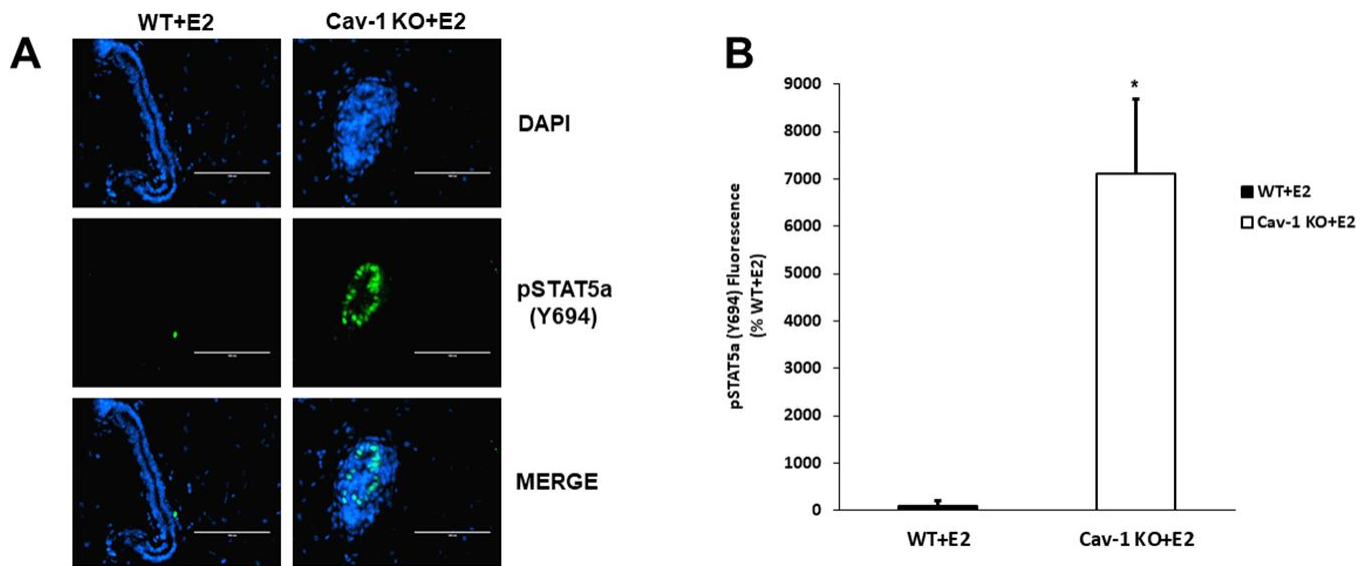 A
WT+E2
Cav-1 KO+E2
DAPI
pSTAT5a
(Y694)
MERGE
B
pSTAT5a (Y694) Fluorescence
(% WT+E2)
9000
8000
7000
6000
5000
4000
3000
2000
1000
0
*
WT+E2
Cav-1 KO+E2
WT+E2
Cav-1 KO+E2